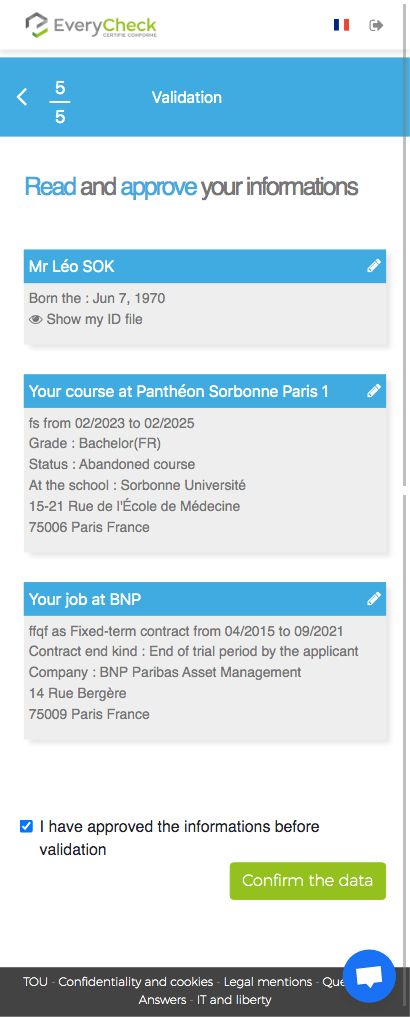 EveryCheck
CERTIFIÉ CONFORME
5
5
Validation
Read and approve your informations
Mr Léo SOK
Born the : Jun 7, 1970
Show my ID file
Your course at Panthéon Sorbonne Paris 1
fs from 02/2023 to 02/2025
Grade : Bachelor(FR)
Status : Abandoned course
At the school : Sorbonne Université
15-21 Rue de l'École de Médecine
75006 Paris France
Your job at BNP
ffqf as Fixed-term contract from 04/2015 to 09/2021
Contract end kind : End of trial period by the applicant
Company : BNP Paribas Asset Management
14 Rue Bergère
75009 Paris France
I have approved the informations before
validation
Confirm the data
TOU - Confidentiality and cookies - Legal mentions -
Answers - IT and liberty